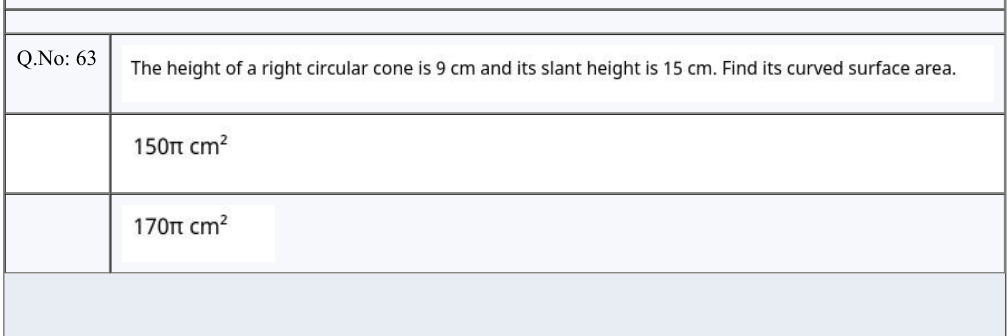 Q.No: 63
The height of a right circular cone is 9 cm and its slant height is 15 cm. Find its curved surface area.
150π cm²
170π cm²